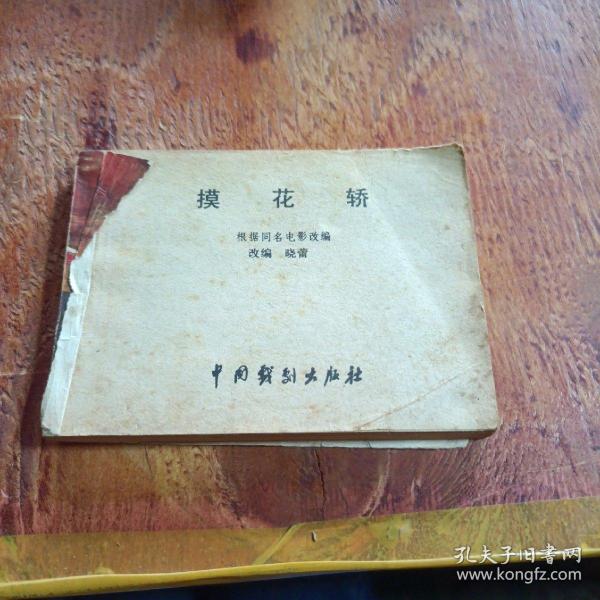 摸花轿
根据同名电影改编
改编 晓蕾
中国戏剧出版社
孔夫子旧书网
www.kongfz.com